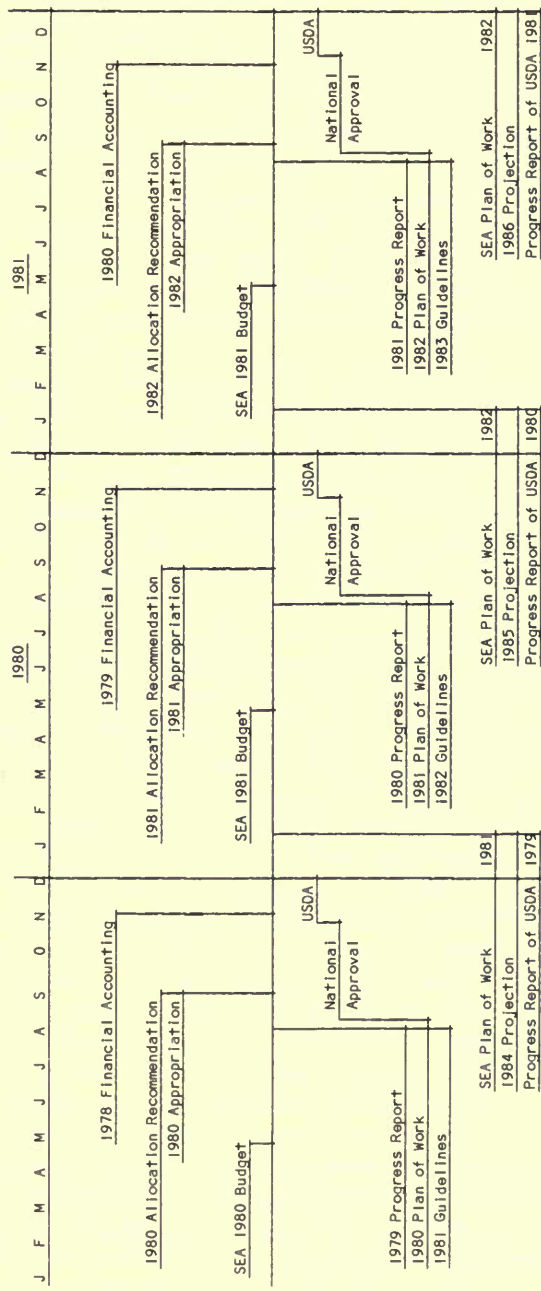 J F M A M J J A S O N D
1978 Financial Accounting
1980 Allocation Recommendation
1980 Appropriation
SEA 1980 Budget
USDA
National
Approval
1979 Progress Report
1980 Plan of Work
1981 Guidelines
SEA Plan of Work 1981
1984 Projection
Progress Report of USDA 1979
1980
J F M A M J J A S O N D
1979 Financial Accounting
1981 Allocation Recommendation
1981 Appropriation
SEA 1981 Budget
USDA
National
Approval
1980 Progress Report
1981 Plan of Work
1982 Guidelines
SEA Plan of Work 1982
1985 Projection
Progress Report of USDA 1980
1981
J F M A M J J A S O N D
1980 Financial Accounting
1982 Allocation Recommendation
1982 Appropriation
SEA 1981 Budget
USDA
National
Approval
1981 Progress Report
1982 Plan of Work
1983 Guidelines
SEA Plan of Work 1982
1986 Projection
Progress Report of USDA 1981